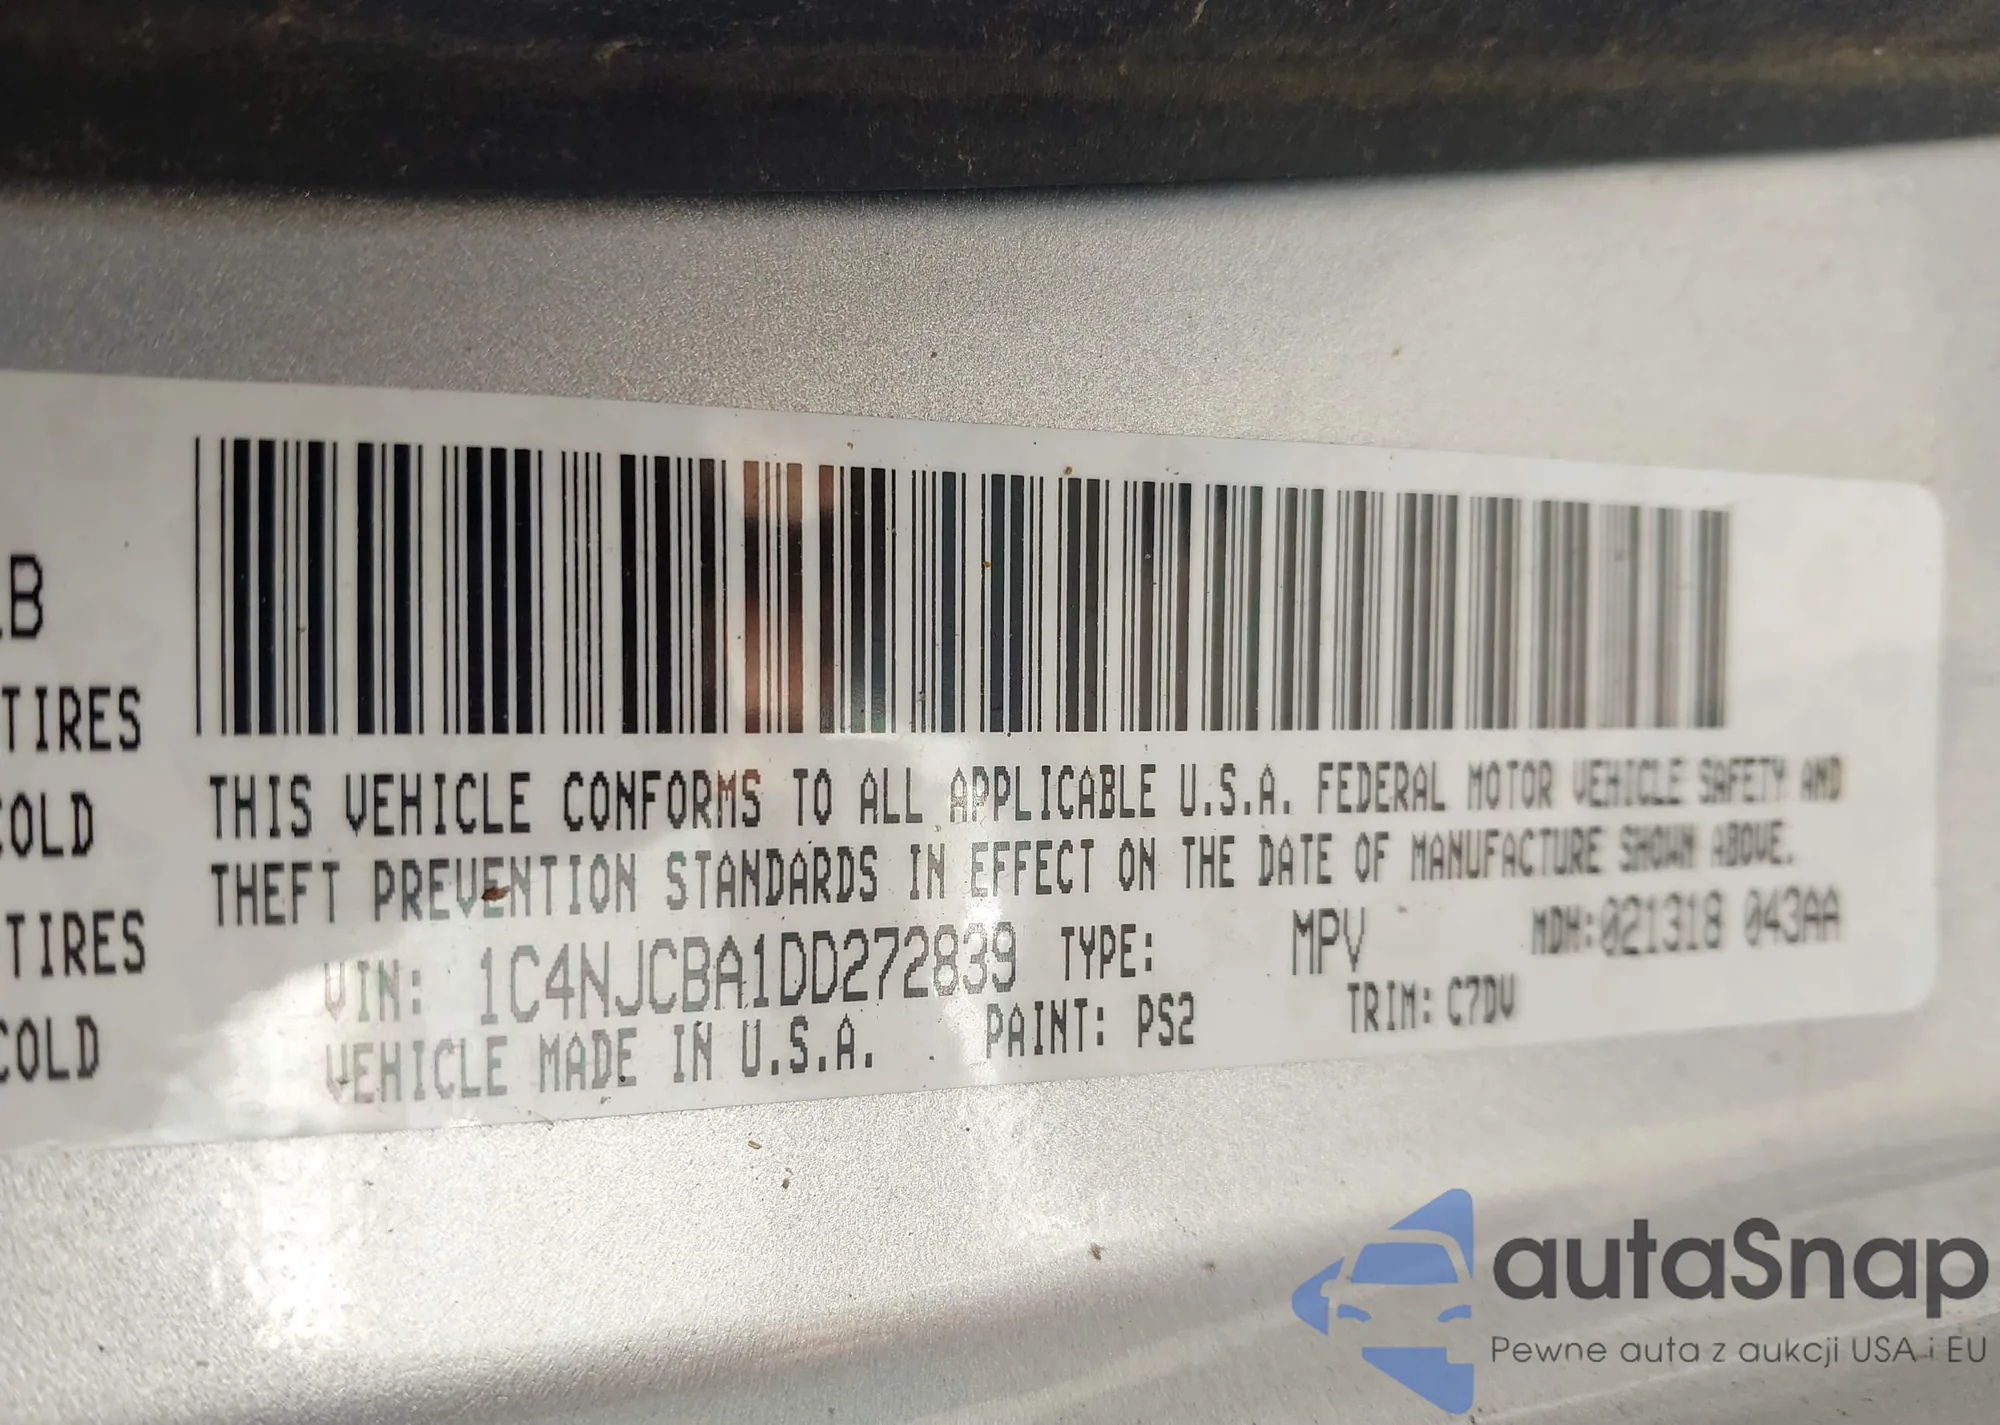 B
TIRES
COLD
TIRES
COLD
THIS VEHICLE CONFORMS TO ALL APPLICABLE U.S.A. FEDERAL MOTOR VEHICLE SAFETY AND
THEFT PREVENTION STANDARDS IN EFFECT ON THE DATE OF MANUFACTURE SHOWN ABOVE.
VIN: 1C4NJCBA1DD272839 TYPE: MPV MDH:021318 043AA
VEHICLE MADE IN U.S.A. PAINT: PS2 TRIM: C7DV
autaSnap
Pewne auta z aukcji USA i EU